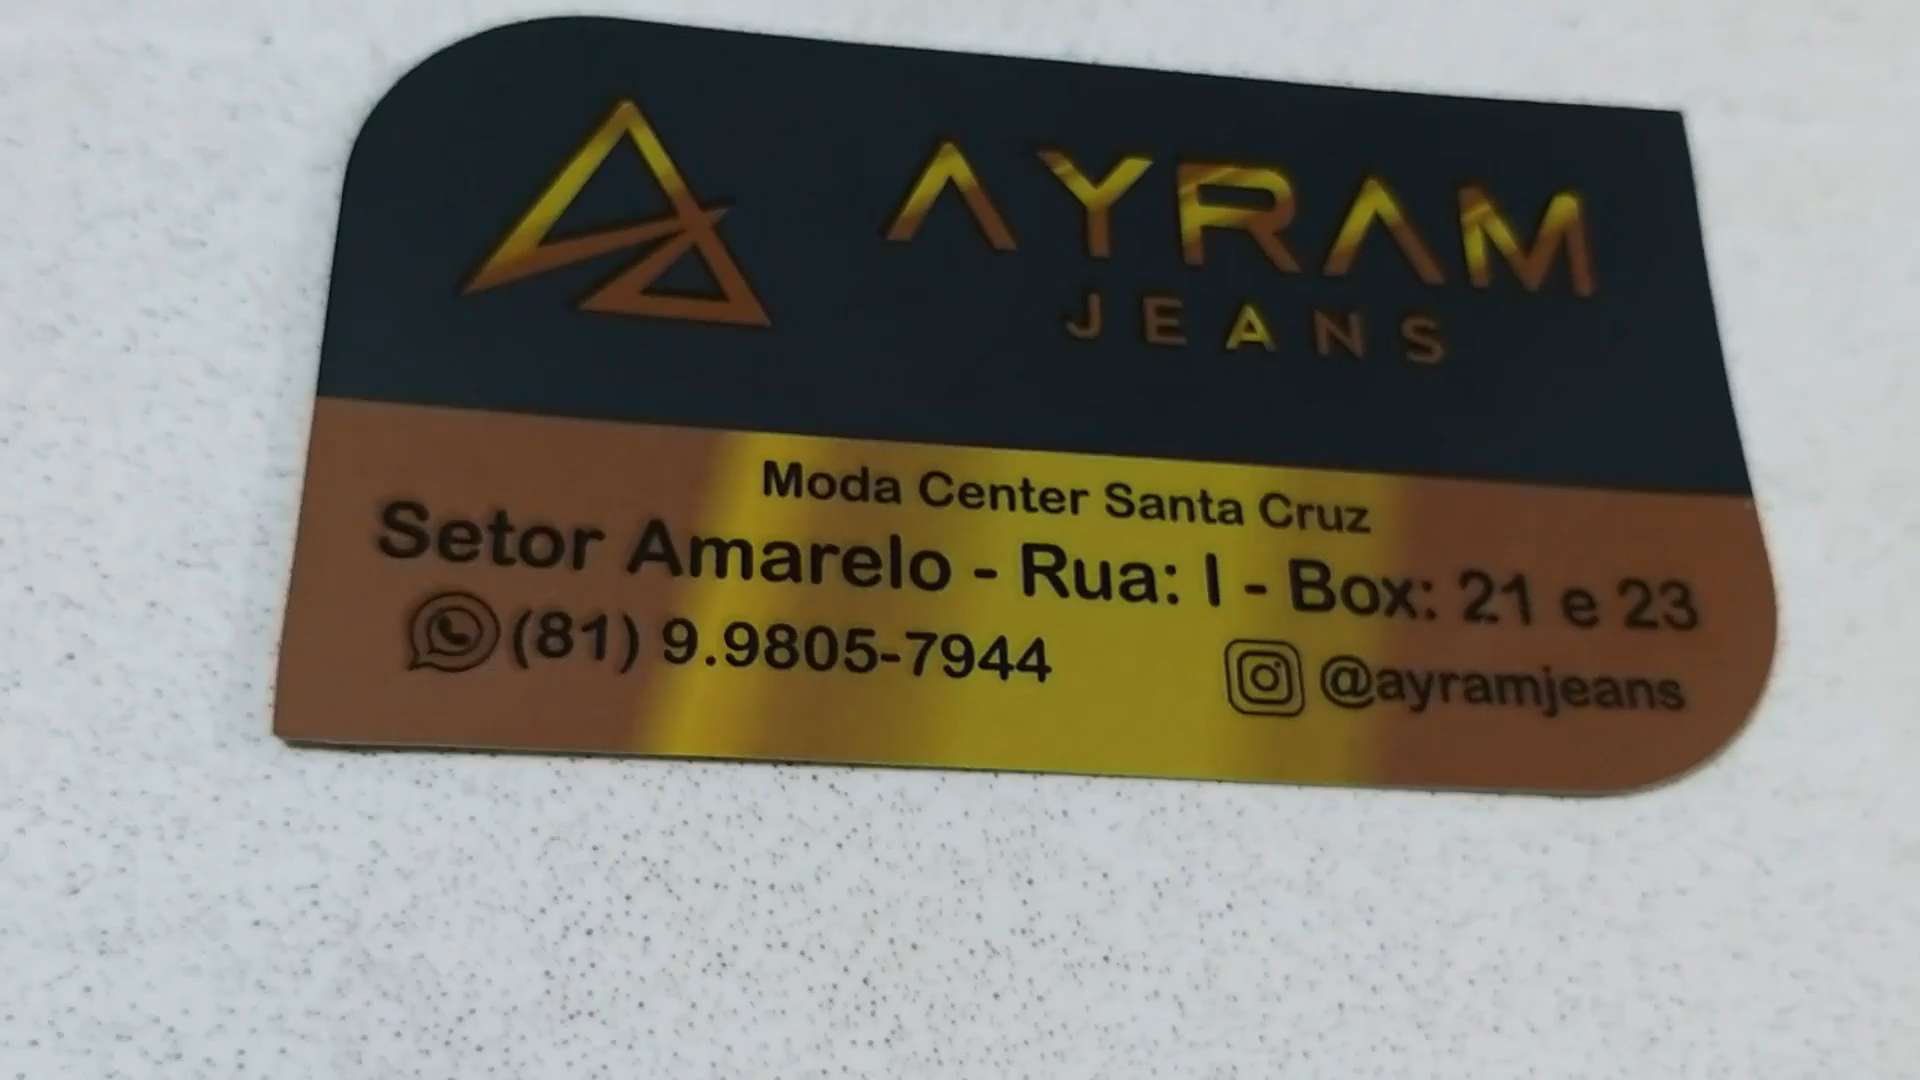 AYRAM
JEANS
Moda Center Santa Cruz
Setor Amarelo - Rua: I - Box: 21 e 23
(81) 9.9805-7944
@ayramjeans